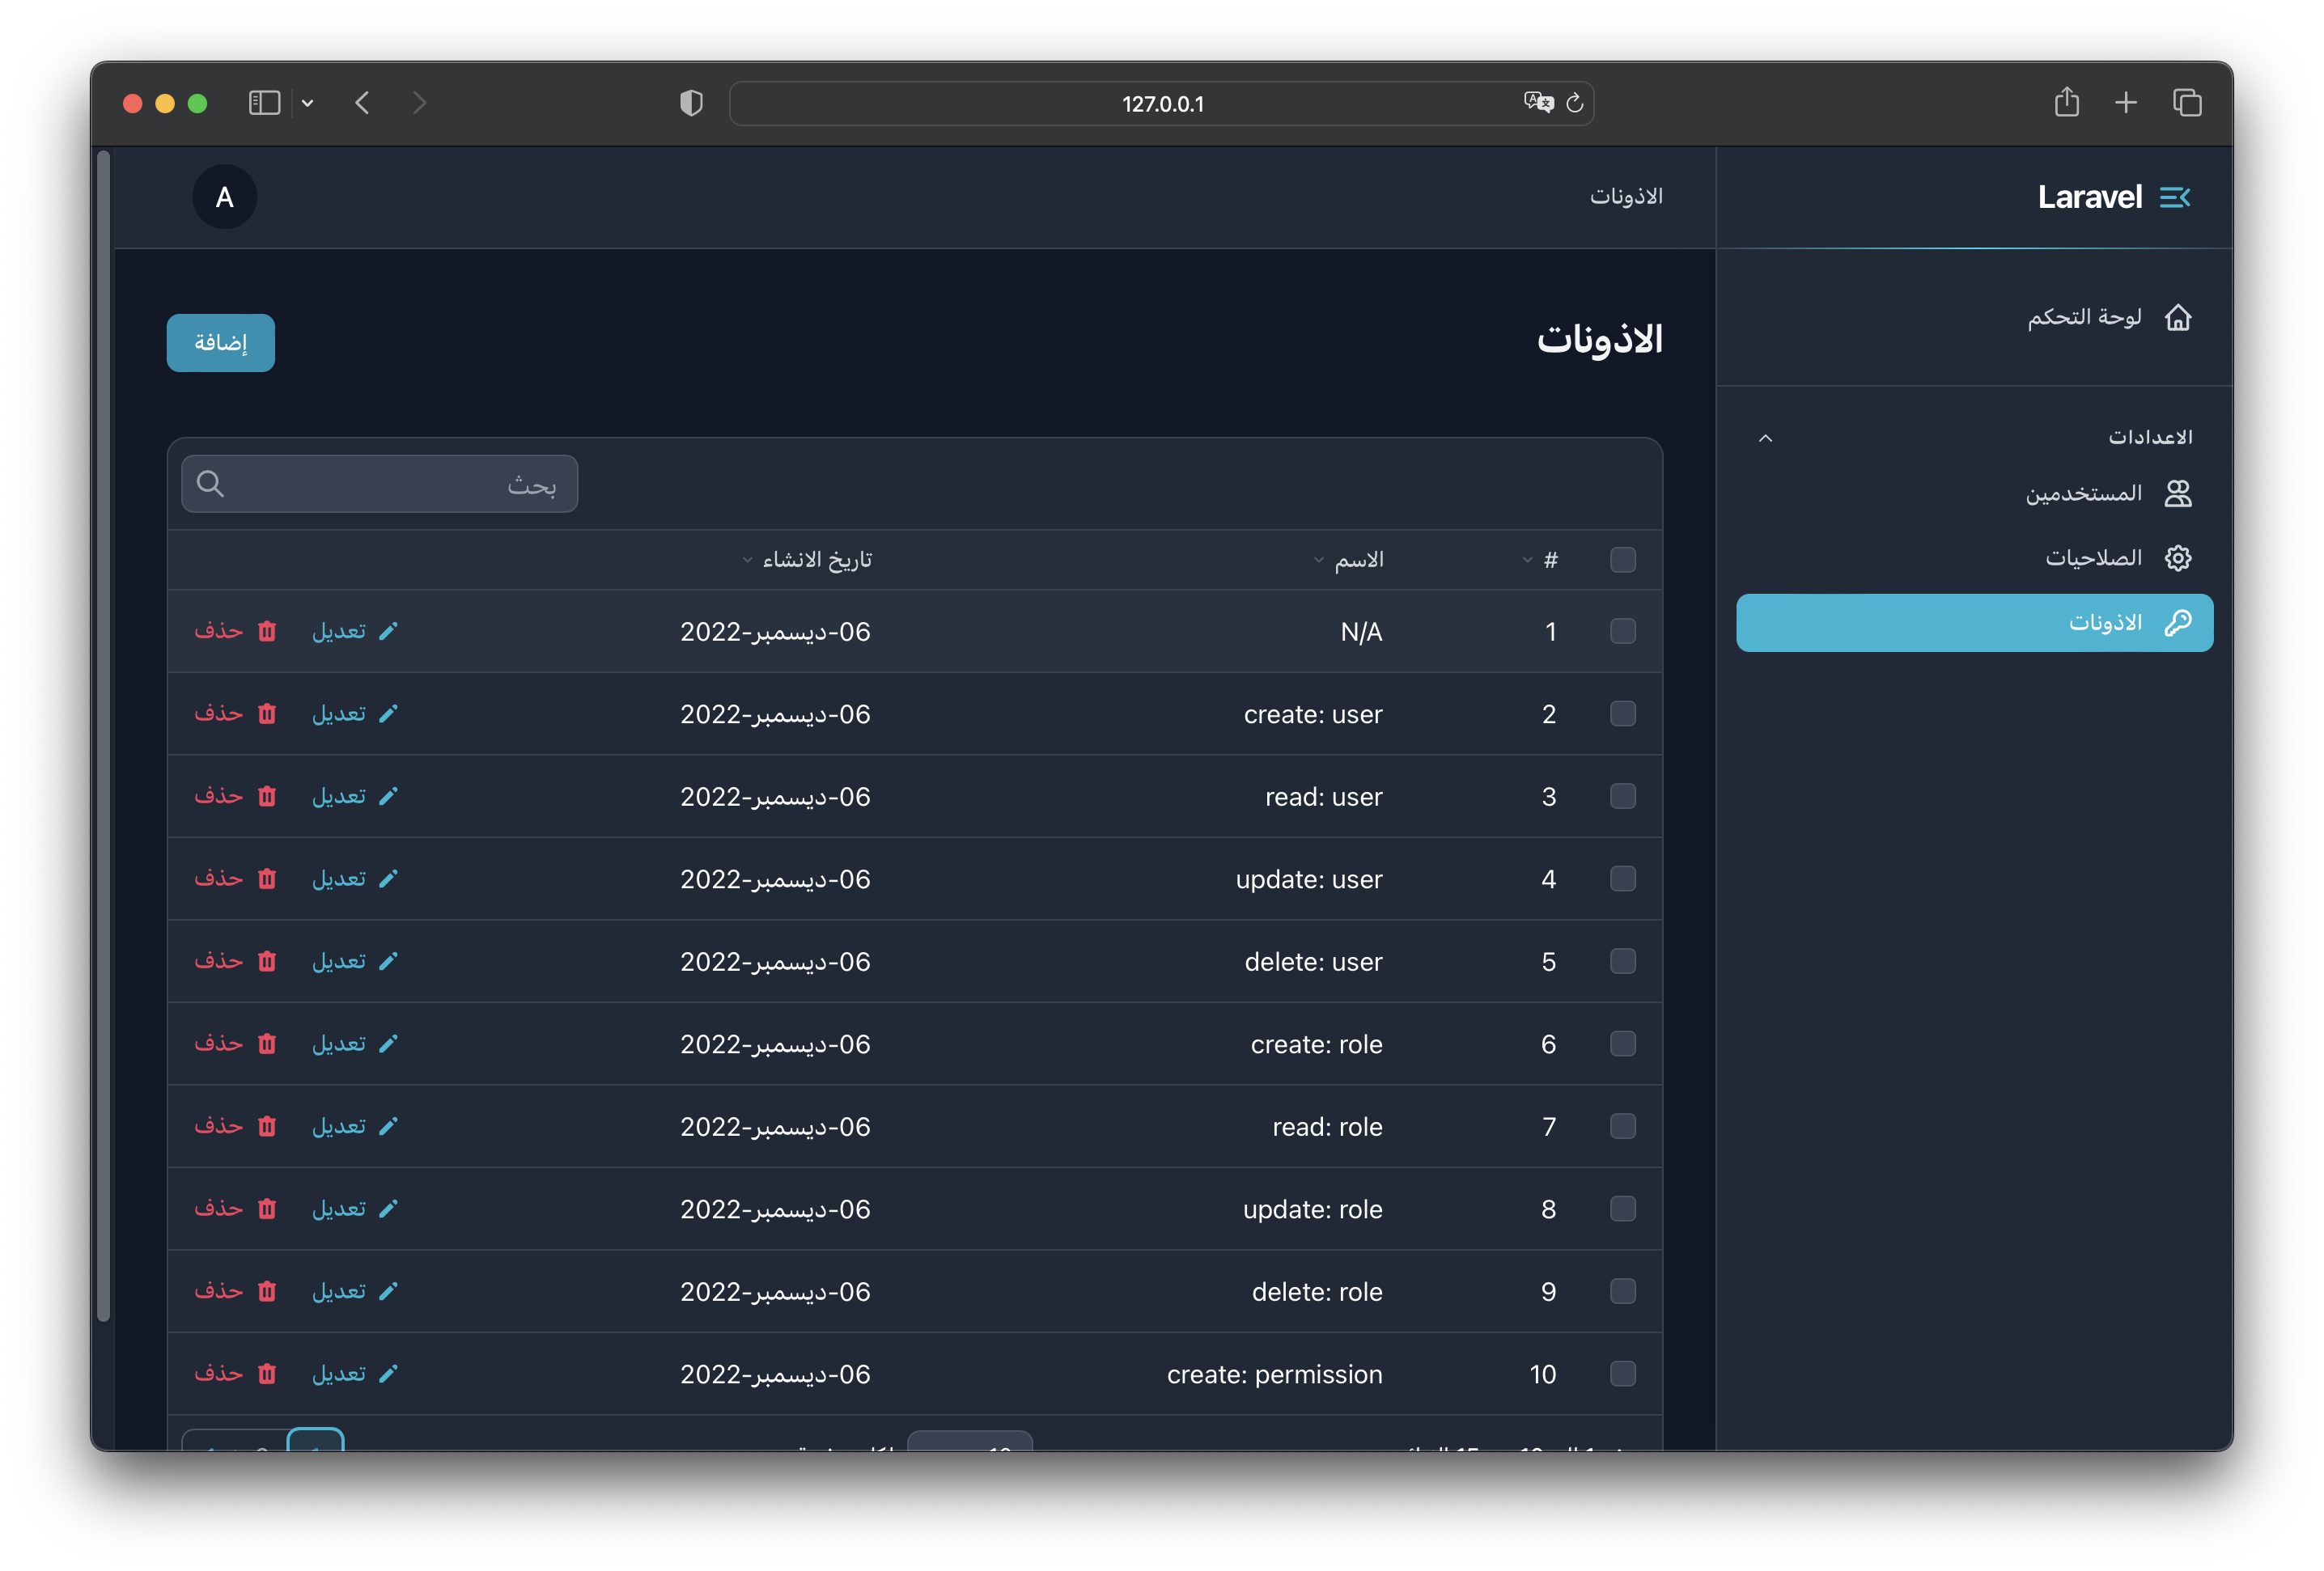 127.0.0.1
Laravel
الاذونات
A
لوحة التحكم
الاعدادات
المستخدمين
الصلاحيات
الاذونات
الاذونات
إضافة
بحث
# الاسم تاريخ الانشاء
1 N/A 06-ديسمبر-2022 تعديل حذف
2 create: user 06-ديسمبر-2022 تعديل حذف
3 read: user 06-ديسمبر-2022 تعديل حذف
4 update: user 06-ديسمبر-2022 تعديل حذف
5 delete: user 06-ديسمبر-2022 تعديل حذف
6 create: role 06-ديسمبر-2022 تعديل حذف
7 read: role 06-ديسمبر-2022 تعديل حذف
8 update: role 06-ديسمبر-2022 تعديل حذف
9 delete: role 06-ديسمبر-2022 تعديل حذف
10 create: permission 06-ديسمبر-2022 تعديل حذف